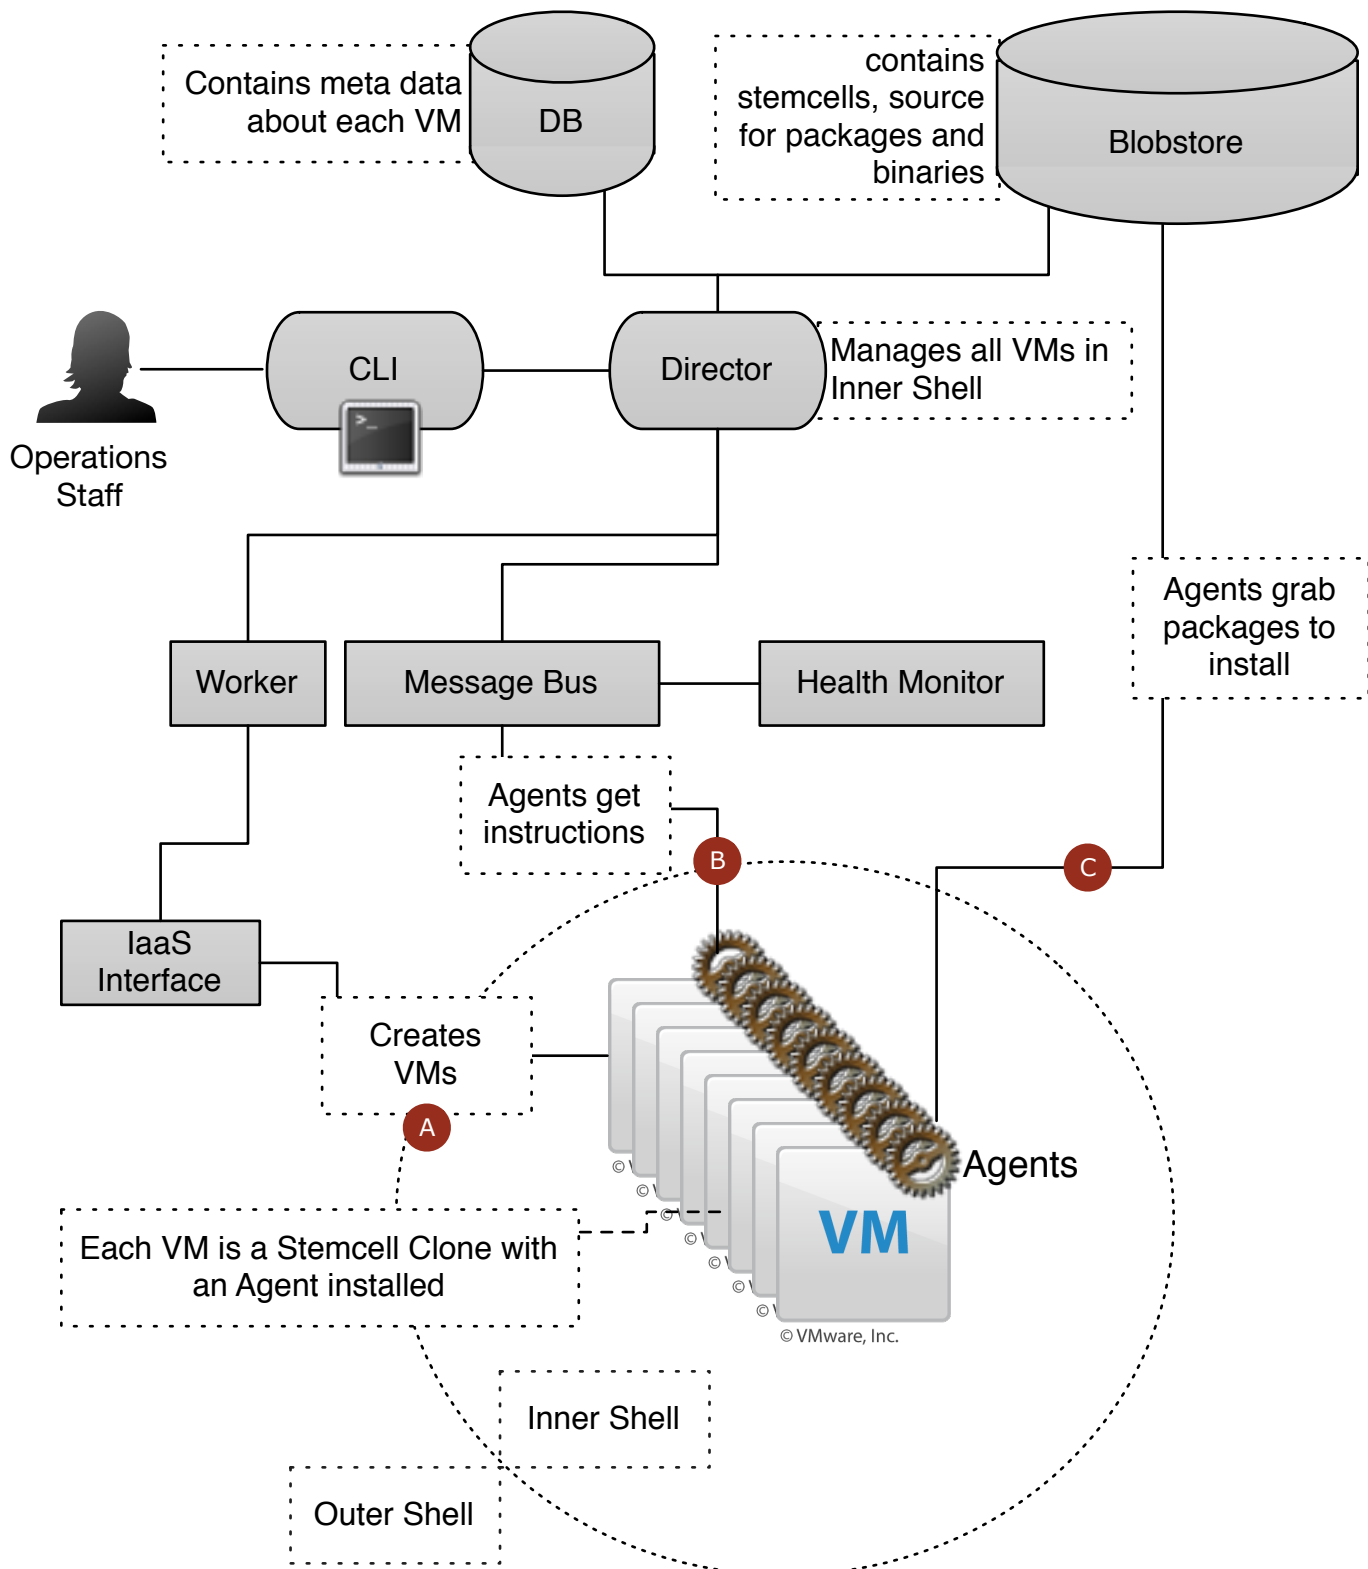 Contains meta data
about each VM
DB
contains
stemcells, source
for packages and
binaries
Blobstore
Operations
Staff
CLI
>_
Director
Manages all VMs in
Inner Shell
Worker
Message Bus
Health Monitor
Agents grab
packages to
install
Agents get
instructions
B
C
IaaS
Interface
Creates
VMs
A
Agents
VM
Each VM is a Stemcell Clone with
an Agent installed
© VMware, Inc.
Inner Shell
Outer Shell